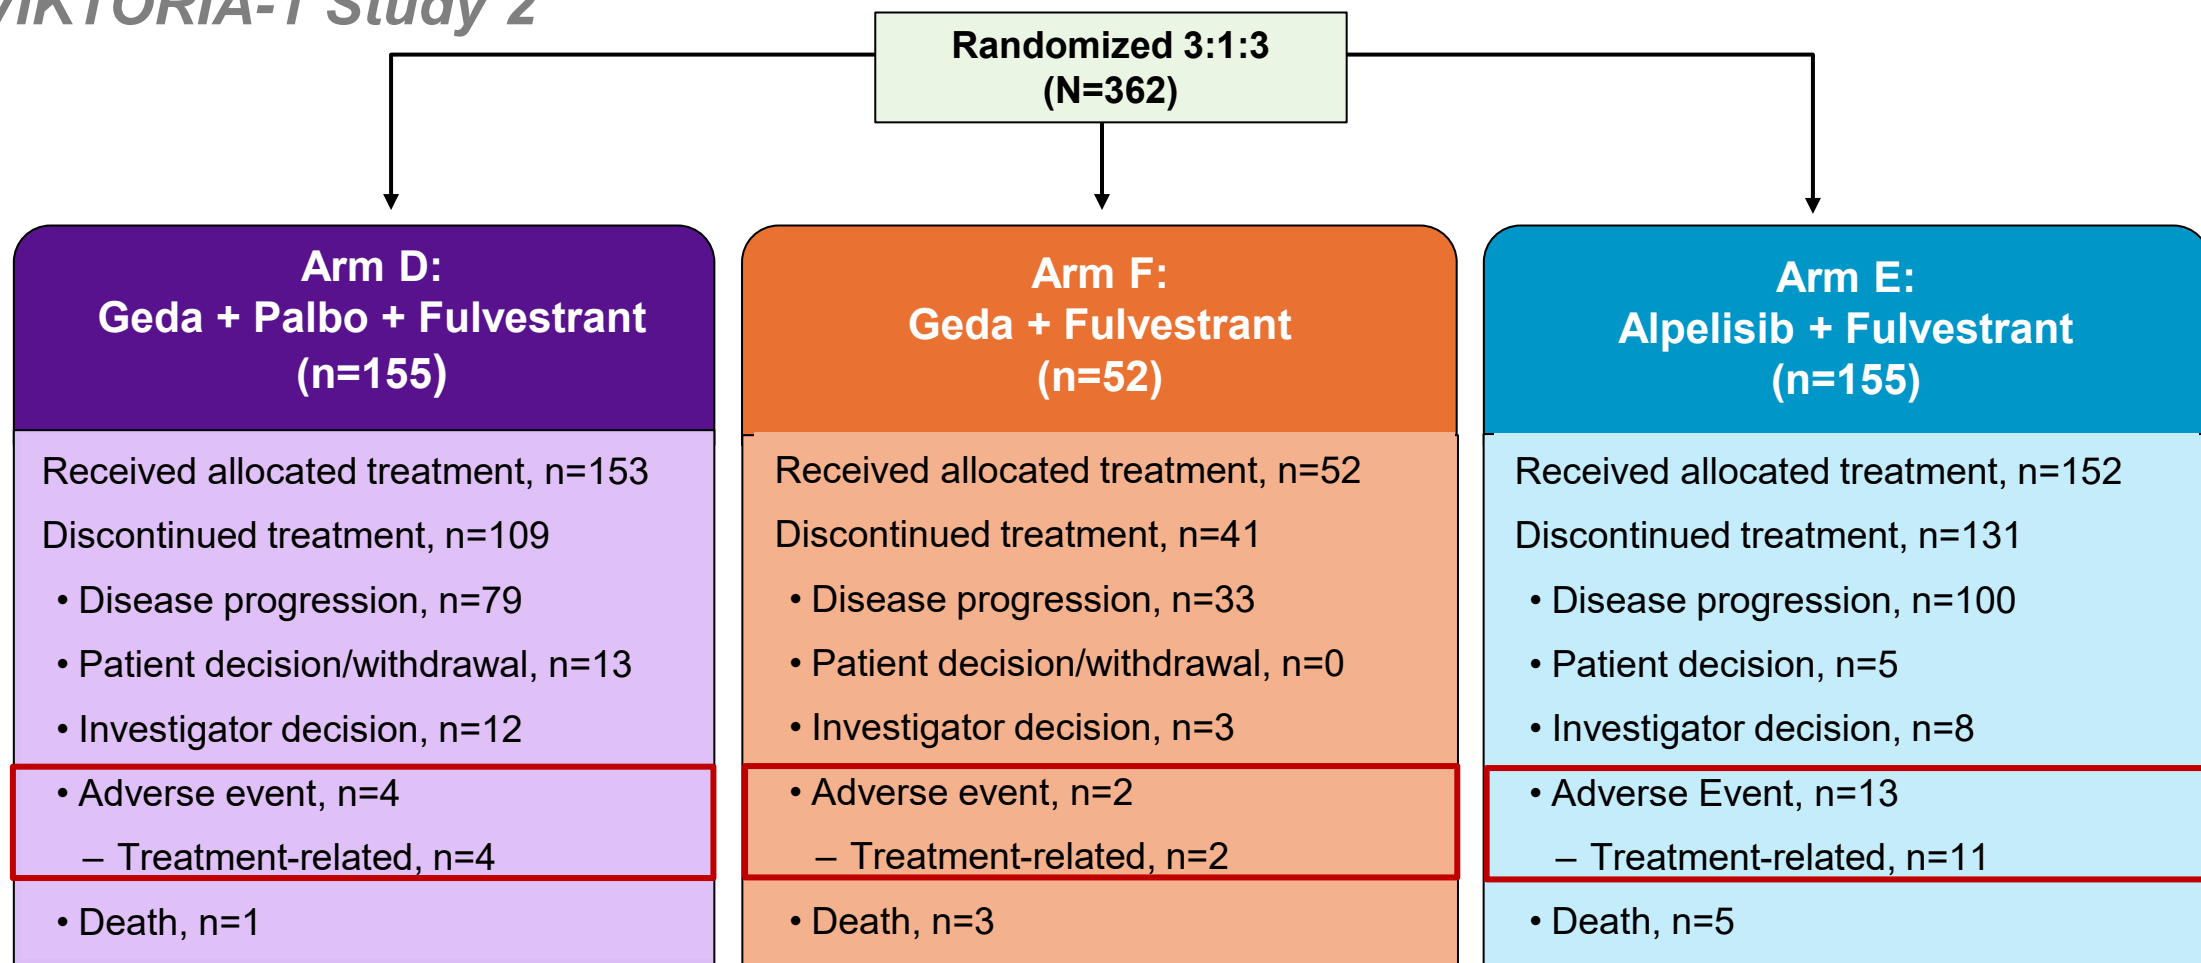 VIKTORIA-1 Study 2
Randomized 3:1:3
(N=362)
Arm D:
Geda + Palbo + Fulvestrant
(n=155)
Received allocated treatment, n=153
Discontinued treatment, n=109
• Disease progression, n=79
• Patient decision/withdrawal, n=13
• Investigator decision, n=12
• Adverse event, n=4
– Treatment-related, n=4
• Death, n=1
Arm F:
Geda + Fulvestrant
(n=52)
Received allocated treatment, n=52
Discontinued treatment, n=41
• Disease progression, n=33
• Patient decision/withdrawal, n=0
• Investigator decision, n=3
• Adverse event, n=2
– Treatment-related, n=2
• Death, n=3
Arm E:
Alpelisib + Fulvestrant
(n=155)
Received allocated treatment, n=152
Discontinued treatment, n=131
• Disease progression, n=100
• Patient decision, n=5
• Investigator decision, n=8
• Adverse Event, n=13
– Treatment-related, n=11
• Death, n=5